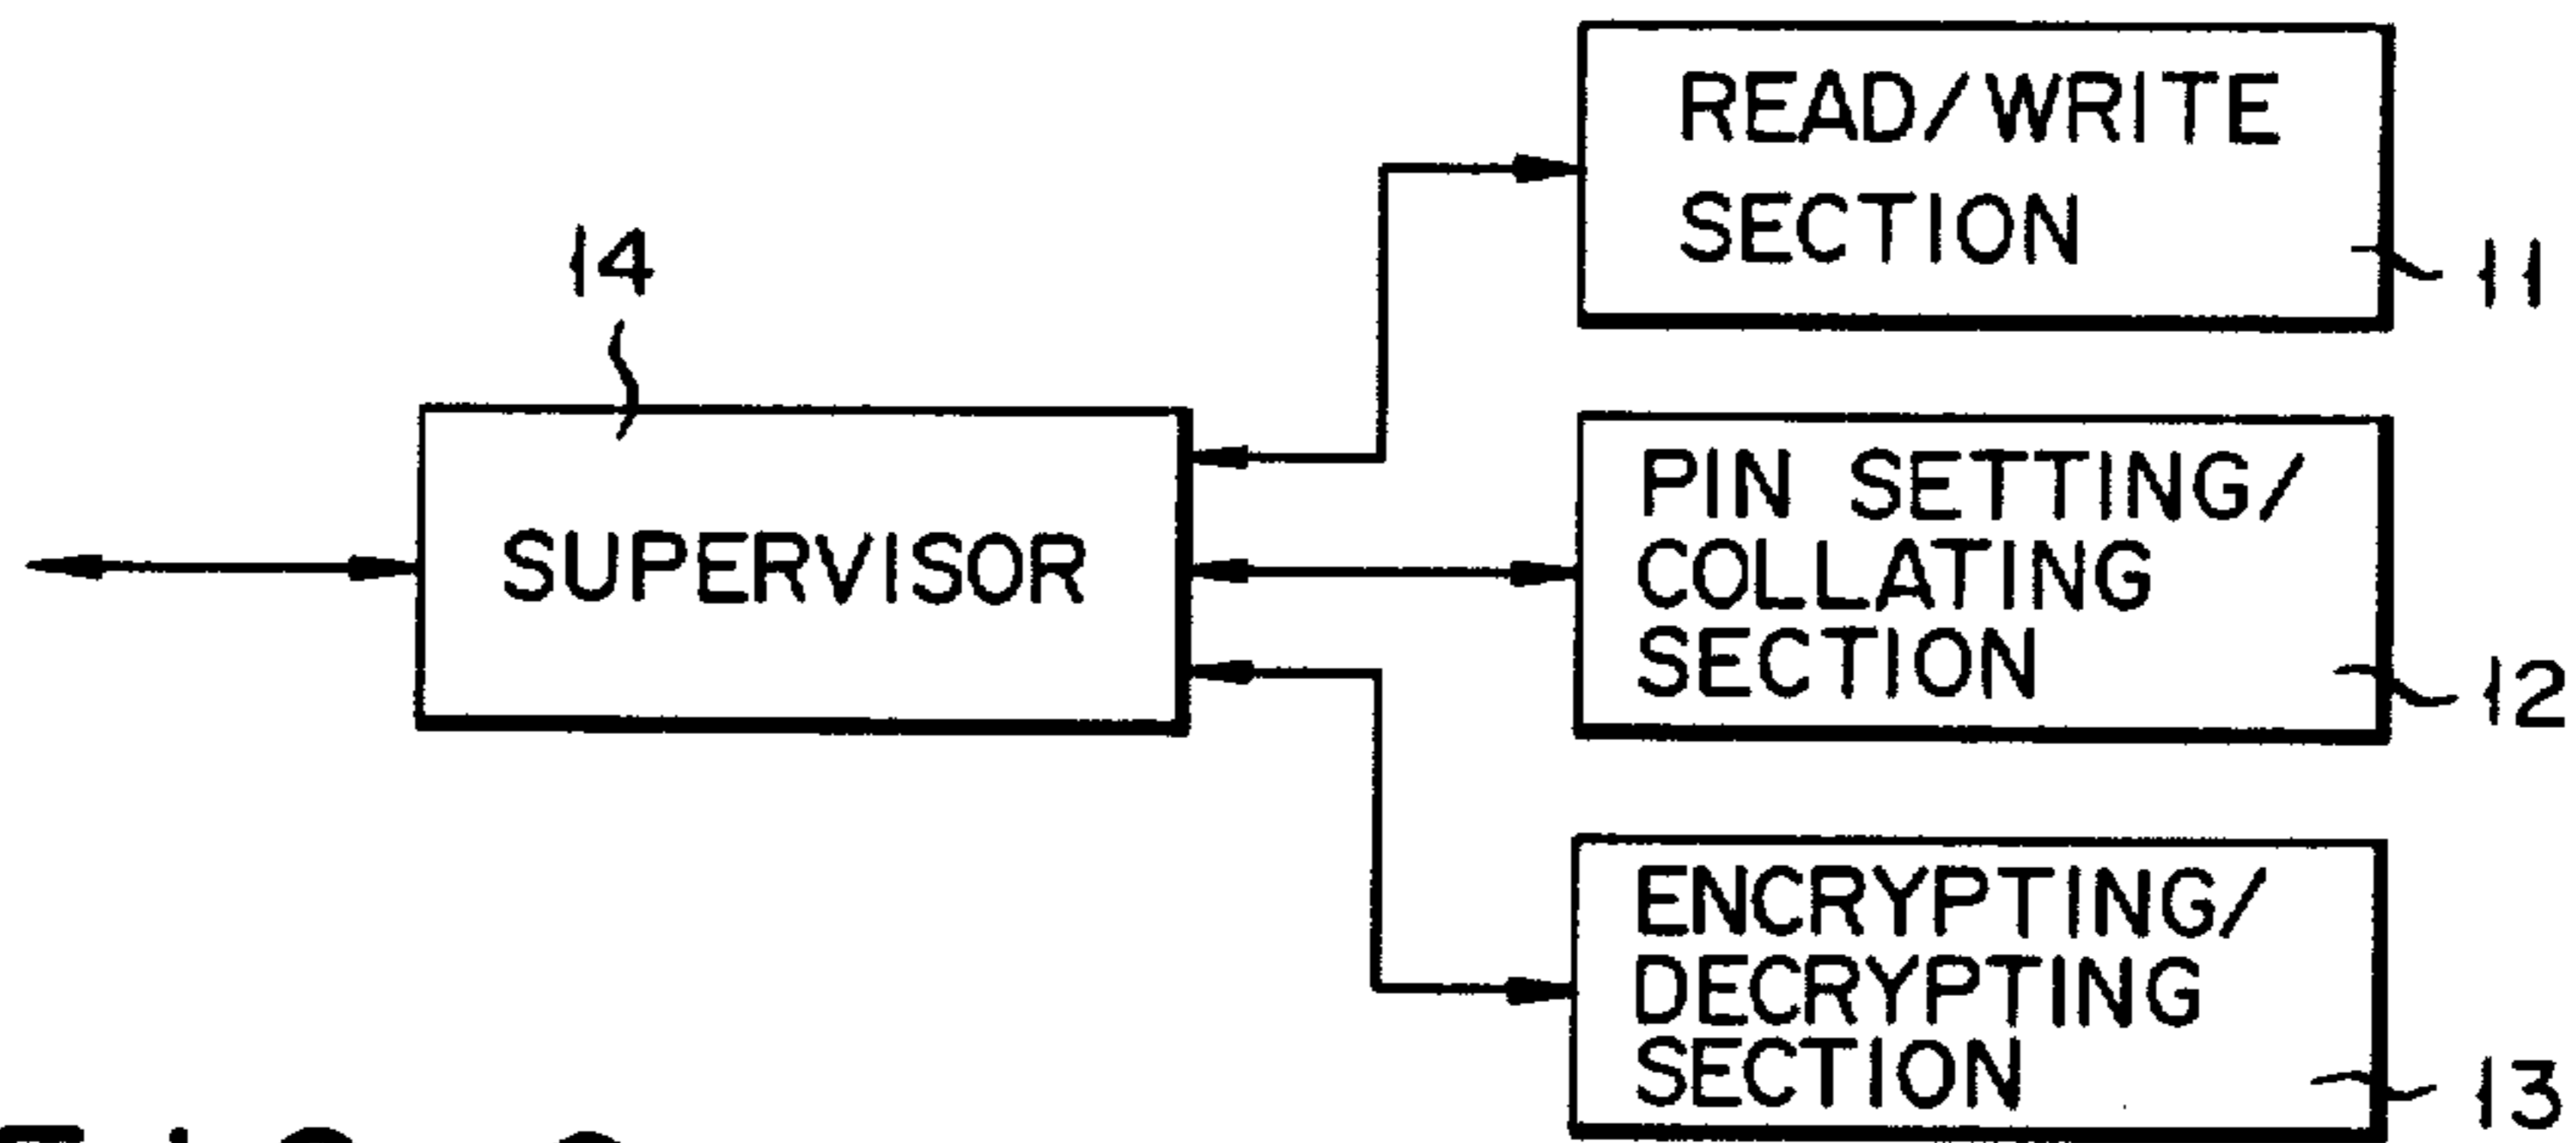 READ/WRITE
SECTION
11
14
SUPERVISOR
PIN SETTING/
COLLATING
SECTION
12
ENCRYPTING/
DECRYPTING
SECTION
13